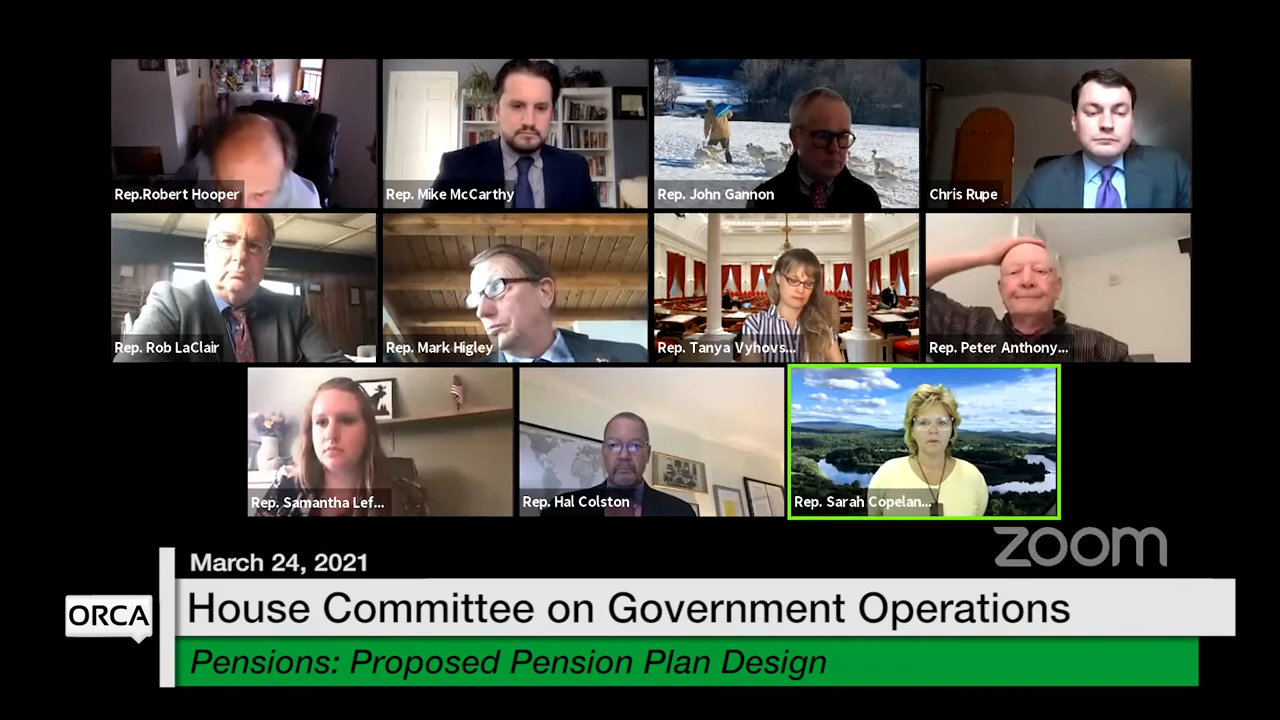 Rep.Robert Hooper
Rep. Mike McCarthy
Rep. John Gannon
Chris Rupe
Rep. Rob LaClair
Rep. Mark Higley
Rep. Tanya Vyhovs...
Rep. Peter Anthony...
Rep. Samantha Lef...
Rep. Hal Colston
Rep. Sarah Copelan...
zoom
March 24, 2021
ORCA
House Committee on Government Operations
Pensions: Proposed Pension Plan Design